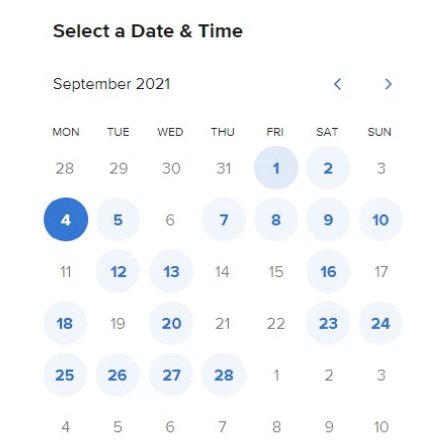 Select a Date & Time
September 2021
MON TUE WED THU FRI SAT SUN
28 29 30 31 1 2 3
4 5 6 7 8 9 10
11 12 13 14 15 16 17
18 19 20 21 22 23 24
25 26 27 28 1 2 3
4 5 6 7 8 9 10